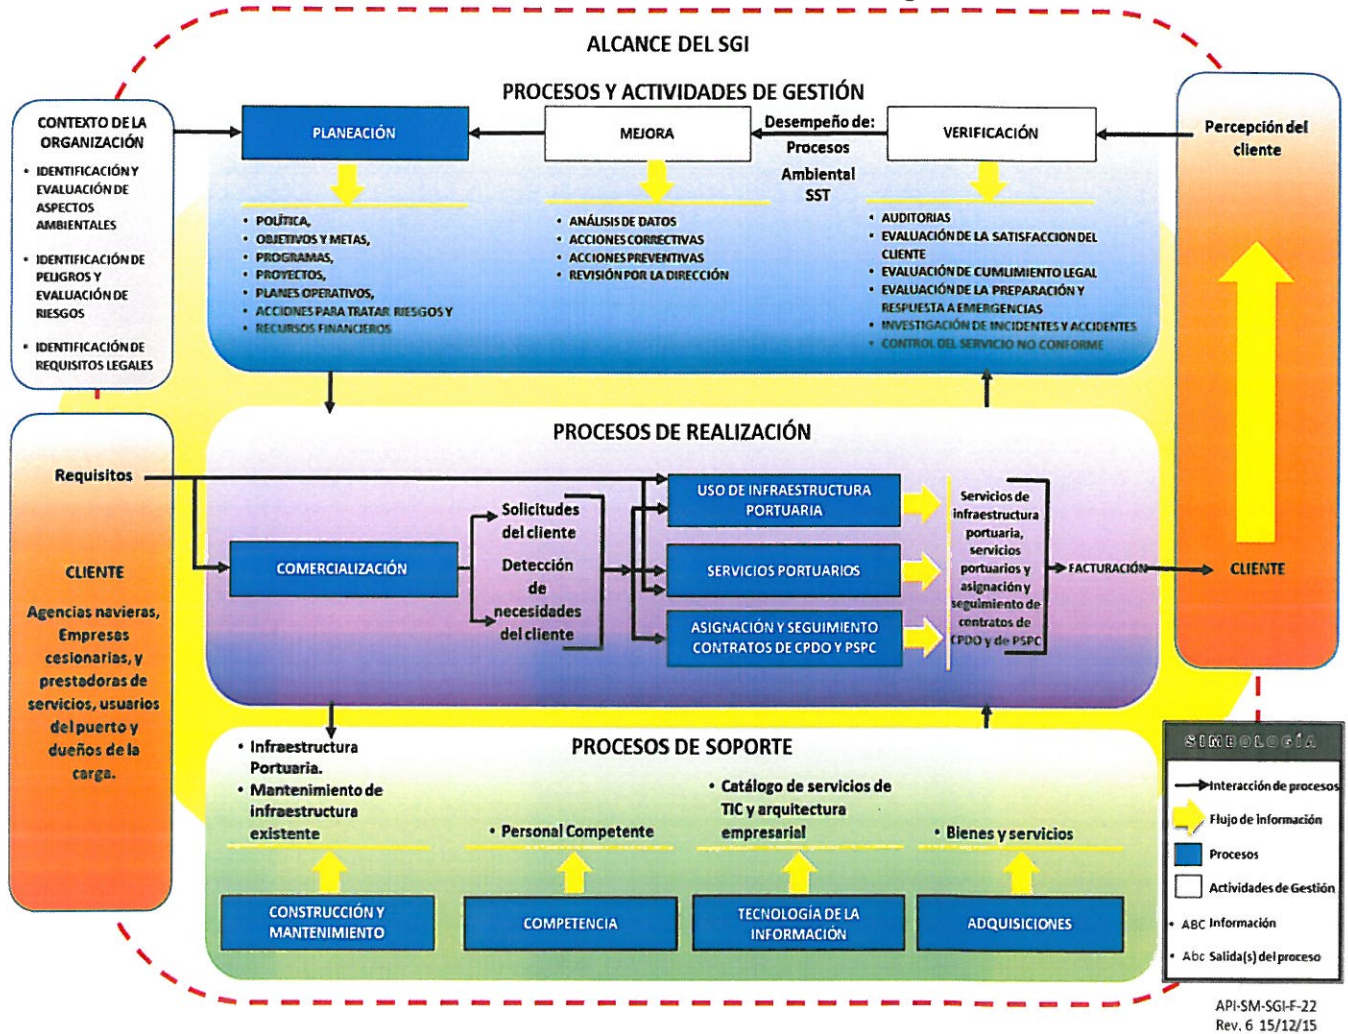 ALCANCE DEL SGI
PROCESOS Y ACTIVIDADES DE GESTIÓN
CONTEXTO DE LA
ORGANIZACIÓN
• IDENTIFICACIÓN Y
EVALUACIÓN DE
ASPECTOS
AMBIENTALES
• IDENTIFICACIÓN DE
PELIGROS Y
EVALUACIÓN DE
RIESGOS
• IDENTIFICACIÓN DE
REQUISITOS LEGALES
PLANEACIÓN
• POLÍTICA,
• OBJETIVOS Y METAS,
• PROGRAMAS,
• PROYECTOS,
• PLANES OPERATIVOS,
• ACCIONES PARA TRATAR RIESGOS Y
• RECURSOS FINANCIEROS
MEJORA
• ANÁLISIS DE DATOS
• ACCIONES CORRECTIVAS
• ACCIONES PREVENTIVAS
• REVISIÓN POR LA DIRECCIÓN
Desempeño de:
Procesos
Ambiental
SST
VERIFICACIÓN
• AUDITORIAS
• EVALUACIÓN DE LA SATISFACCION DEL
CLIENTE
• EVALUACIÓN DE CUMLIMIENTO LEGAL
• EVALUACIÓN DE LA PREPARACIÓN Y
RESPUESTA A EMERGENCIAS
• INVESTIGACIÓN DE INCIDENTES Y ACCIDENTES
• CONTROL DEL SERVICIO NO CONFORME
Percepción del
cliente
CLIENTE
PROCESOS DE REALIZACIÓN
Requisitos
CLIENTE
Agencias navieras,
Empresas
cesionarias, y
prestadoras de
servicios, usuarios
del puerto y
dueños de la
carga.
COMERCIALIZACIÓN
Solicitudes
del cliente
Detección
de
necesidades
del cliente
USO DE INFRAESTRUCTURA
PORTUARIA
SERVICIOS PORTUARIOS
ASIGNACIÓN Y SEGUIMIENTO
CONTRATOS DE CPDO Y PSPC
Servicios de
infraestructura
portuaria,
servicios
portuarios y
asignación y
seguimiento de
contratos de
CPDO y de PSPC
FACTURACIÓN
PROCESOS DE SOPORTE
• Infraestructura
Portuaria.
• Mantenimiento de
infraestructura
existente
• Personal Competente
• Catálogo de servicios de
TIC y arquitectura
empresarial
• Bienes y servicios
CONSTRUCCIÓN Y
MANTENIMIENTO
COMPETENCIA
TECNOLOGÍA DE LA
INFORMACIÓN
ADQUISICIONES
SIMBOLOGÍA
Interacción de procesos
Flujo de información
Procesos
Actividades de Gestión
• ABC Información
• Abc Salida(s) del proceso
API-SM-SGI-F-22
Rev. 6 15/12/15